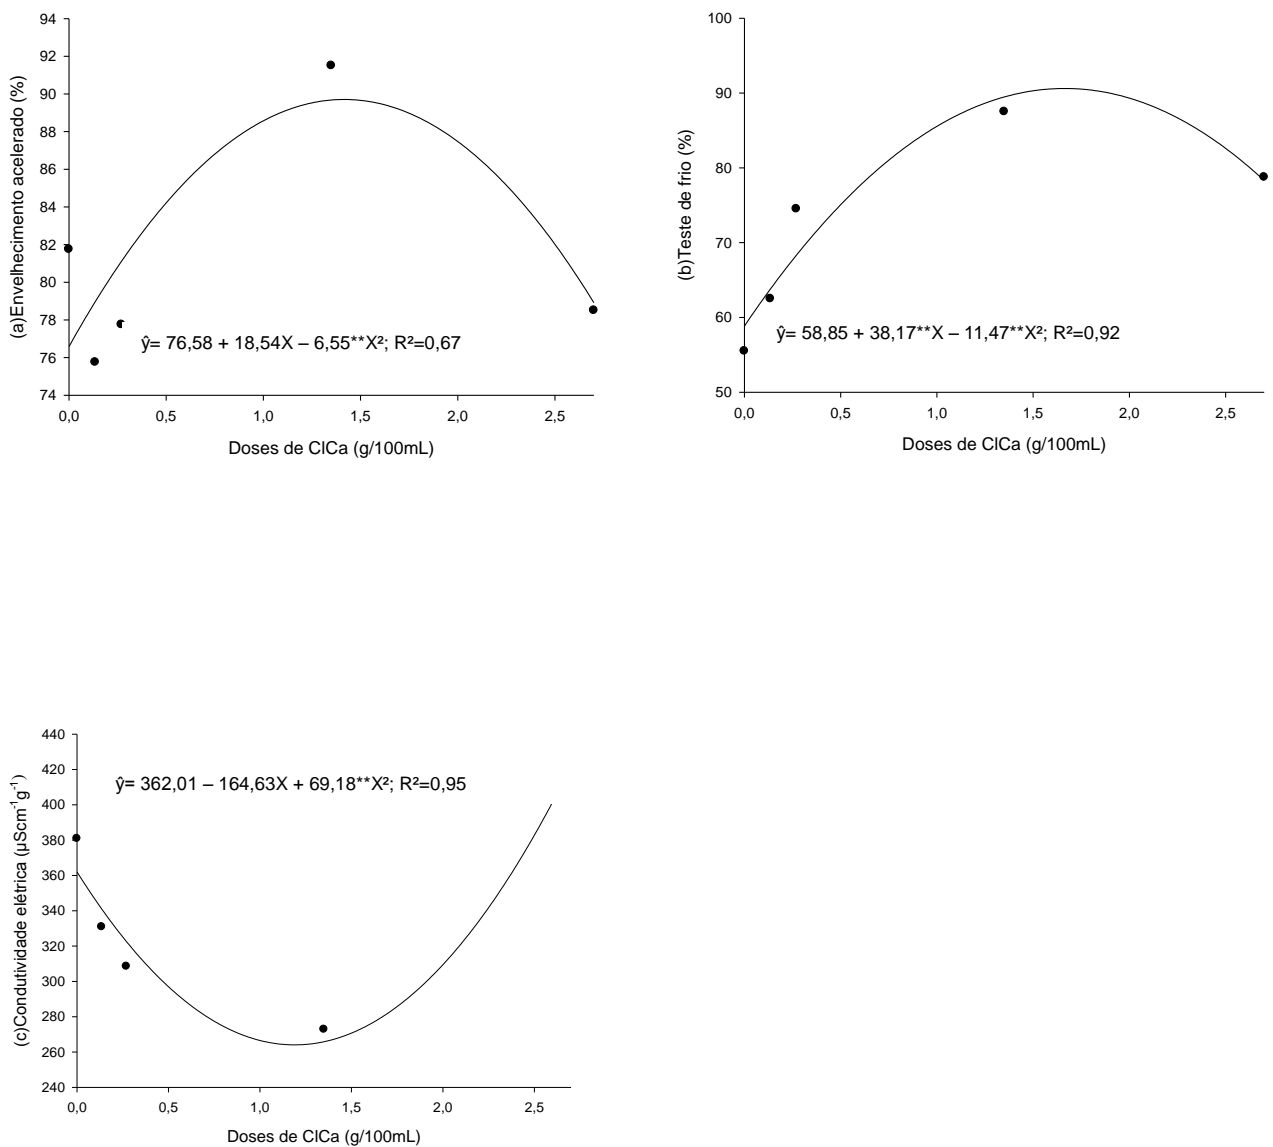 94
92
90
88
86
84
82
80
78
76
74
(a)Envelhecimento acelerado (%)
ŷ= 76,58 + 18,54X – 6,55**X²; R²=0,67
0,0 0,5 1,0 1,5 2,0 2,5
Doses de ClCa (g/100mL)
100
90
80
70
60
50
(b)Teste de frio (%)
ŷ= 58,85 + 38,17**X – 11,47**X²; R²=0,92
0,0 0,5 1,0 1,5 2,0 2,5
Doses de ClCa (g/100mL)
440
420
400
380
360
340
320
300
280
260
240
(c)Condutividade elétrica (µScm⁻¹g⁻¹)
ŷ= 362,01 – 164,63X + 69,18**X²; R²=0,95
0,0 0,5 1,0 1,5 2,0 2,5
Doses de ClCa (g/100mL)